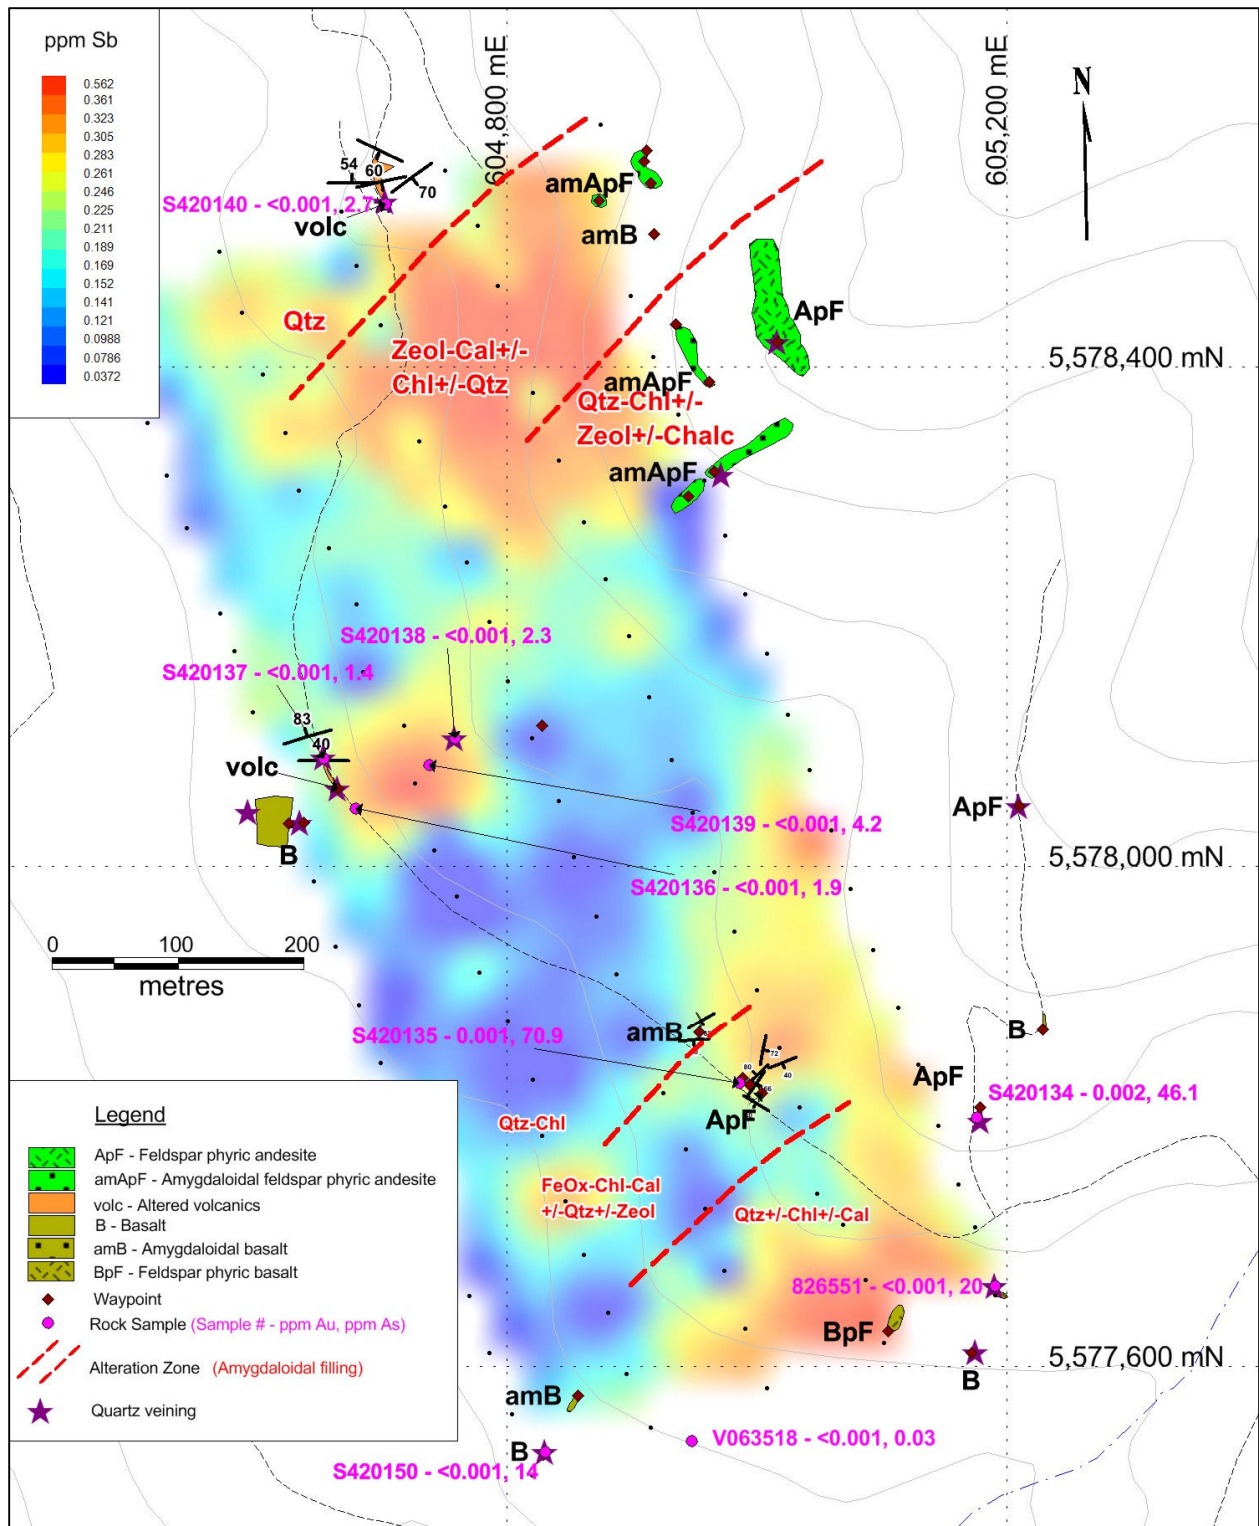 ppm Sb
0.562
0.361
0.323
0.305
0.283
0.261
0.245
0.225
0.211
0.189
0.169
0.152
0.141
0.121
0.0988
0.0786
0.0372
604,800 mE
605,200 mE
N
54
60
70
S420140 - <0.001, 2.7
volc
amApF
amB
ApF
Qtz
Zeol-Cal+/-
Chl+/-Qtz
5,578,400 mN
amApF
Qtz-Chl+/-
Zeol+/-Chalc
amApF
S420138 - <0.001, 2.3
S420137 - <0.001, 1.4
83
40
volc
B
S420139 - <0.001, 4.2
ApF
5,578,000 mN
S420136 - <0.001, 1.9
0 100 200
metres
S420135 - 0.001, 70.9
amB
B
72
80
40
66
ApF
ApF
S420134 - 0.002, 46.1
Qtz-Chl
FeOx-Chl-Cal
+/-Qtz+/-Zeol
Qtz+/-Chl+/-Cal
826551 - <0.001, 20
BpF
B
5,577,600 mN
amB
V063518 - <0.001, 0.03
B
S420150 - <0.001, 14
Legend
ApF - Feldspar phyric andesite
amApF - Amygdaloidal feldspar phyric andesite
volc - Altered volcanics
B - Basalt
amB - Amygdaloidal basalt
BpF - Feldspar phyric basalt
Waypoint
Rock Sample (Sample # - ppm Au, ppm As)
Alteration Zone (Amygdaloidal filling)
Quartz veining